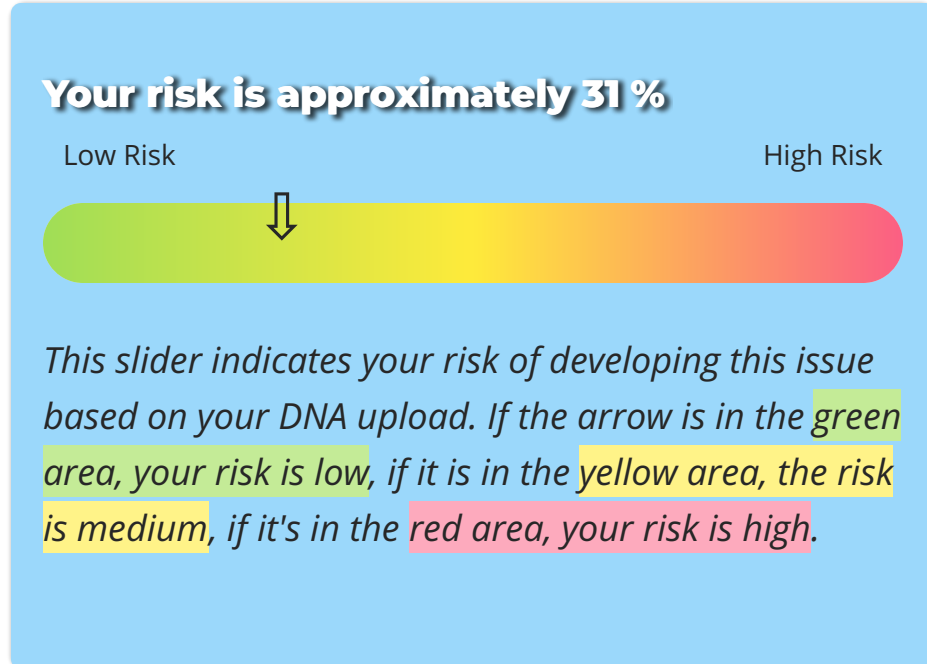 Your risk is approximately 31 %
Low Risk High Risk
This slider indicates your risk of developing this issue
based on your DNA upload. If the arrow is in the green
area, your risk is low, if it is in the yellow area, the risk
is medium, if it's in the red area, your risk is high.